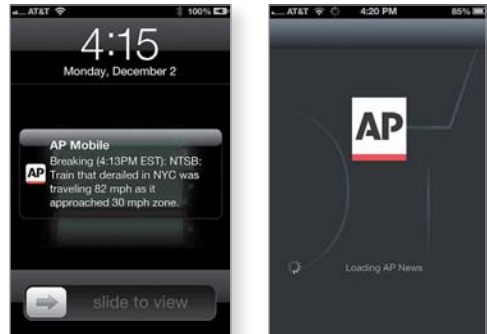 AT&T 100%
4:15
Monday, December 2
AP Mobile
Breaking (4:13PM EST): NTSB:
Train that derailed in NYC was
traveling 82 mph as it
approached 30 mph zone.
AP
slide to view
AT&T 4:20 PM 85%
AP
Loading AP News